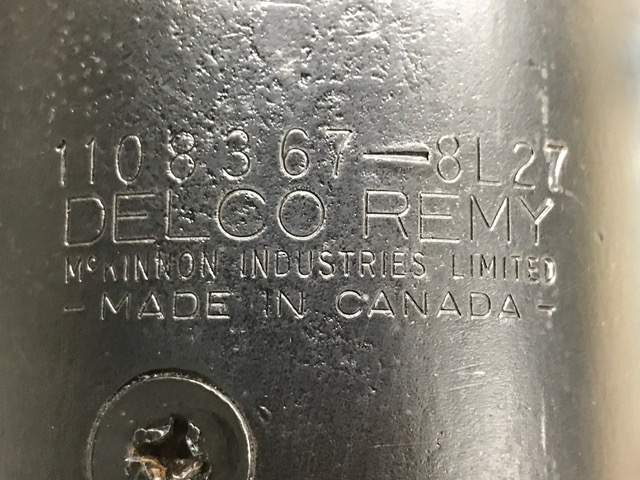 1108367-8L27
DELCO REMY
McKINNON INDUSTRIES LIMITED
- MADE IN CANADA -